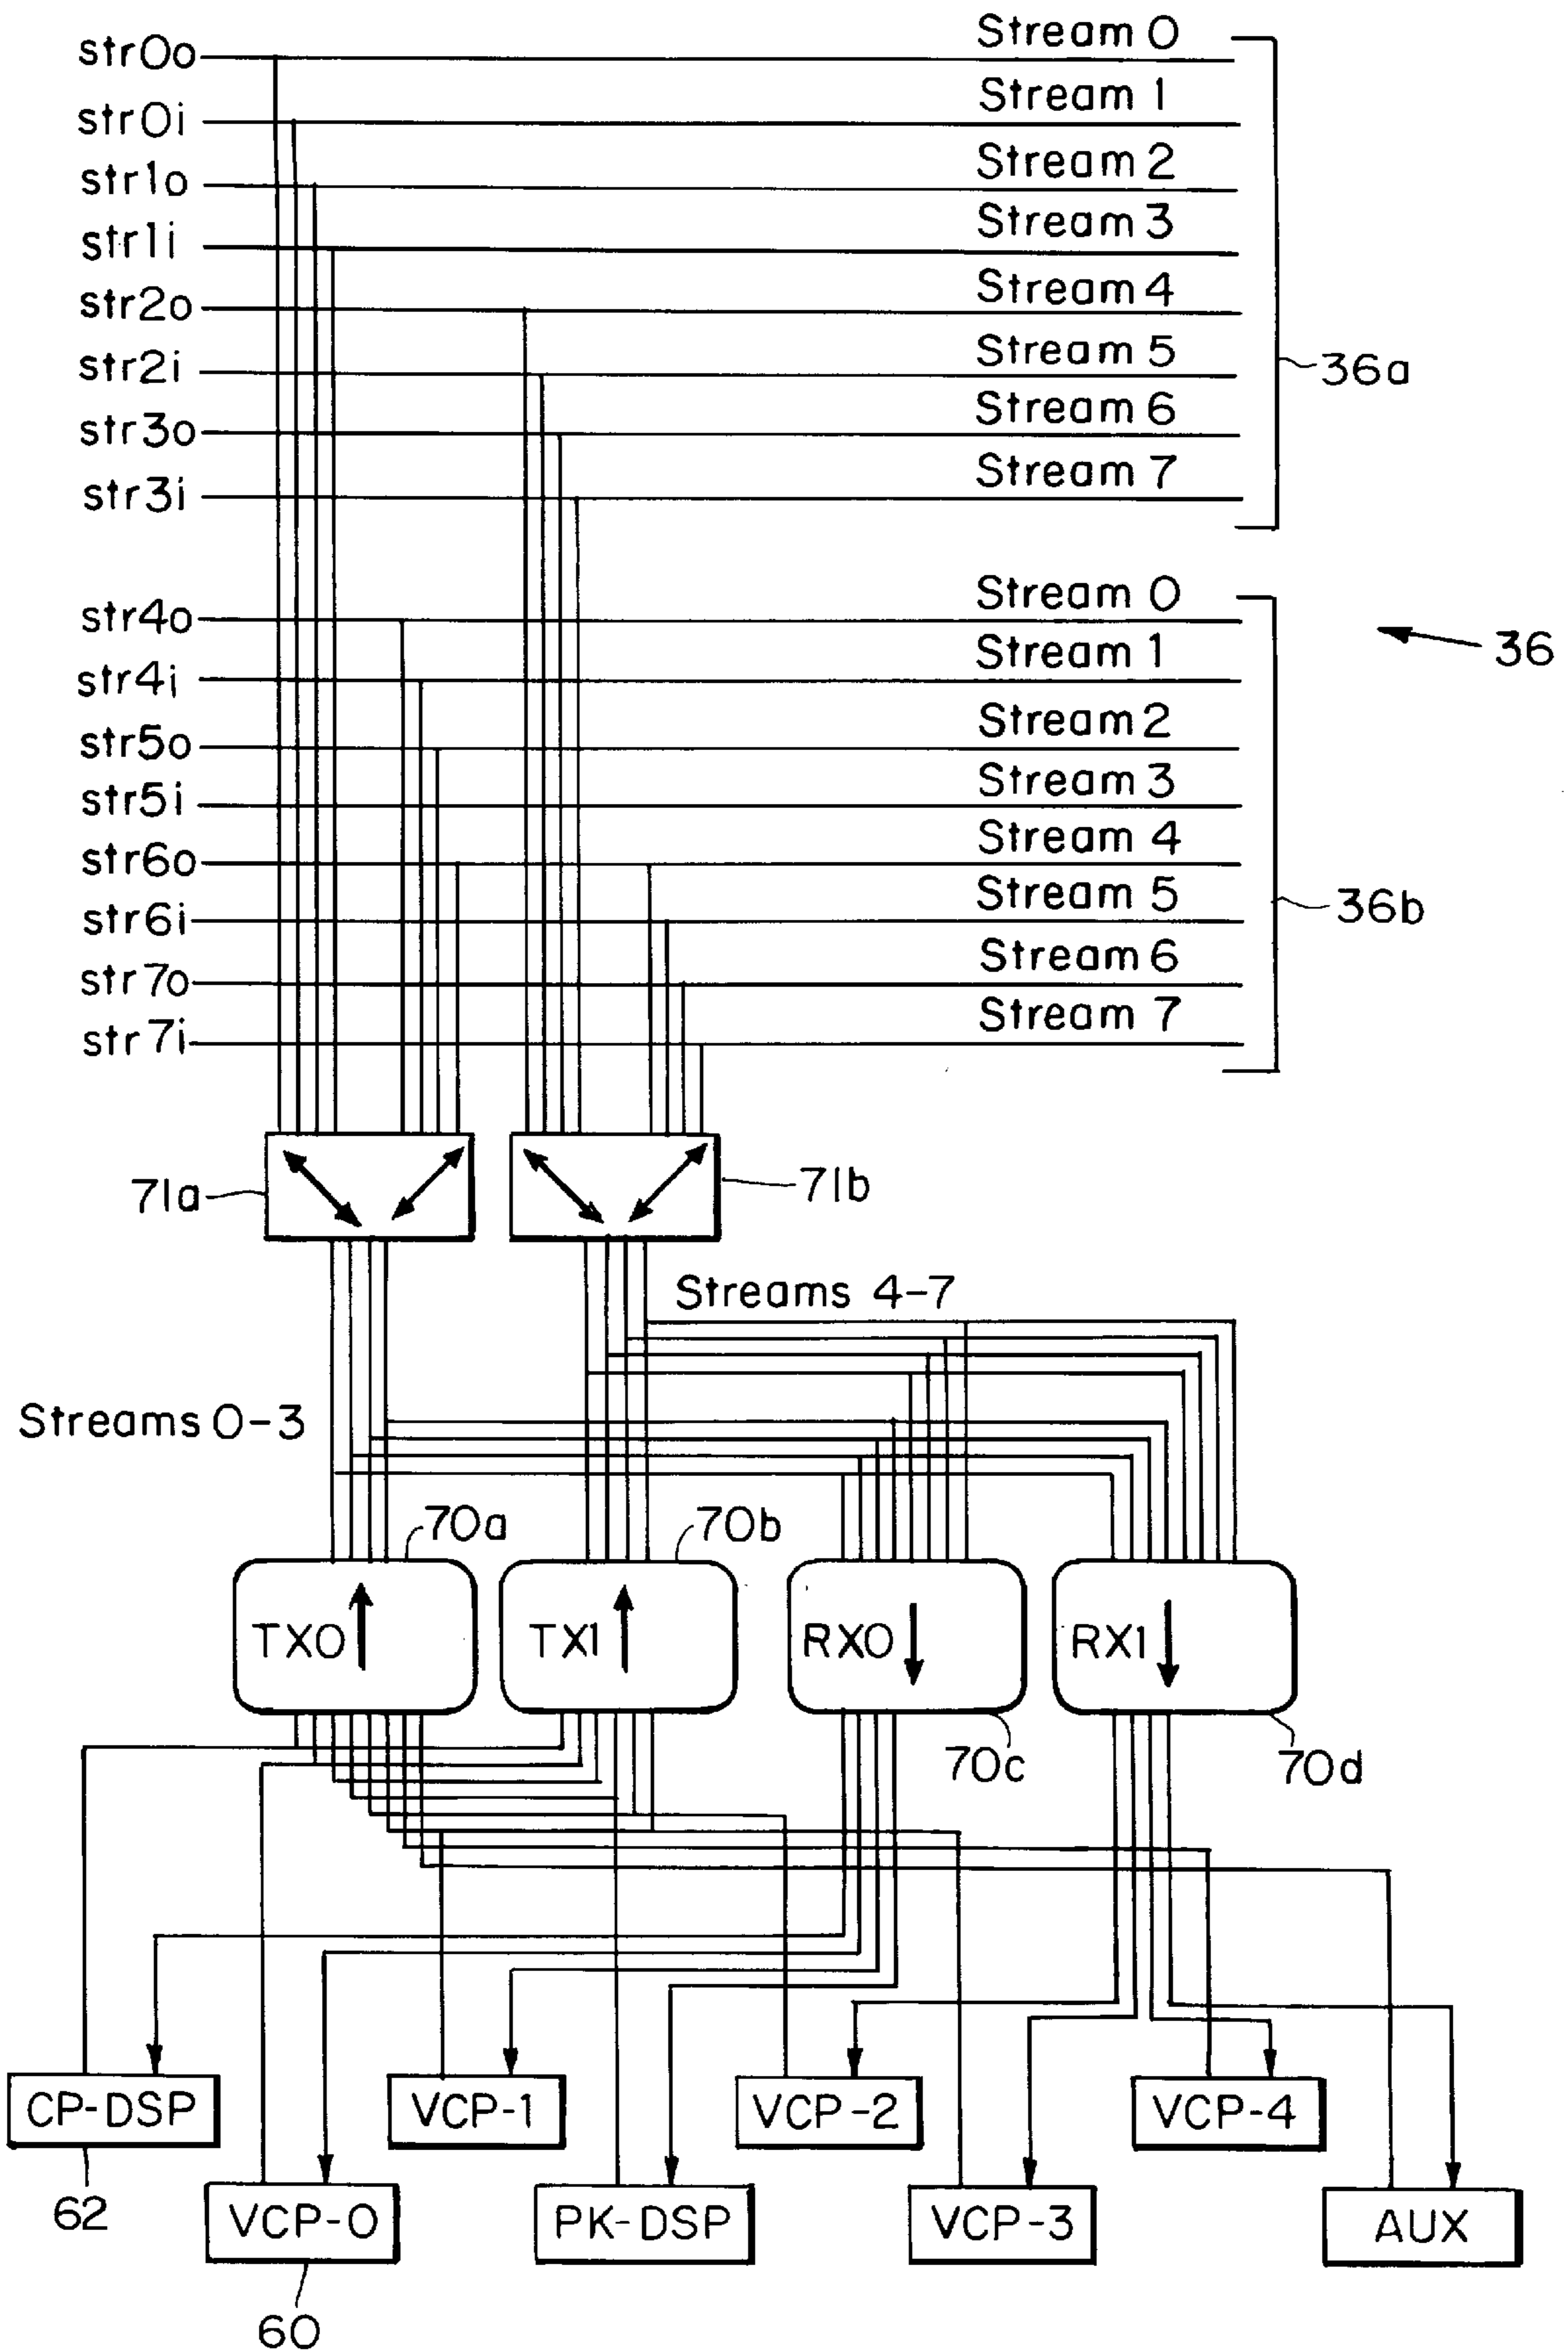 str0o Stream 0
str0i Stream 1
str1o Stream 2
str1i Stream 3
str2o Stream 4
str2i Stream 5
36a
str3o Stream 6
str3i Stream 7
str4o Stream 0
36
str4i Stream 1
str5o Stream 2
str5i Stream 3
str6o Stream 4
str6i Stream 5
36b
str7o Stream 6
str7i Stream 7
71a
71b
Streams 4-7
Streams 0-3
70a
70b
TX0
TX1
RX0
RX1
70c
70d
CP-DSP
VCP-1
VCP-2
VCP-4
62
VCP-0
PK-DSP
VCP-3
AUX
60